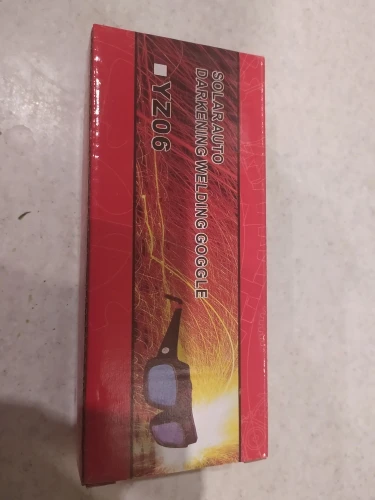 SOLAR AUTO
DARKENING WELDING GOGGLE
YZ06